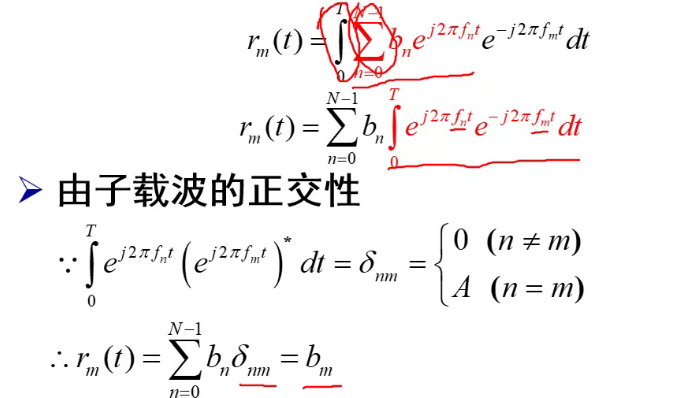 r_m(t) = ∫_0^T ∑_{n=0}^{N-1} b_n e^{j2πf_n t} e^{-j2πf_m t} dt
r_m(t) = ∑_{n=0}^{N-1} b_n ∫_0^T e^{j2πf_n t} e^{-j2πf_m t} dt
➢ 由子载波的正交性
∵ ∫_0^T e^{j2πf_n t} (e^{j2πf_m t})^* dt = δ_{nm} = { 0 (n ≠ m)
A (n = m)
∴ r_m(t) = ∑_{n=0}^{N-1} b_n δ_{nm} = b_m